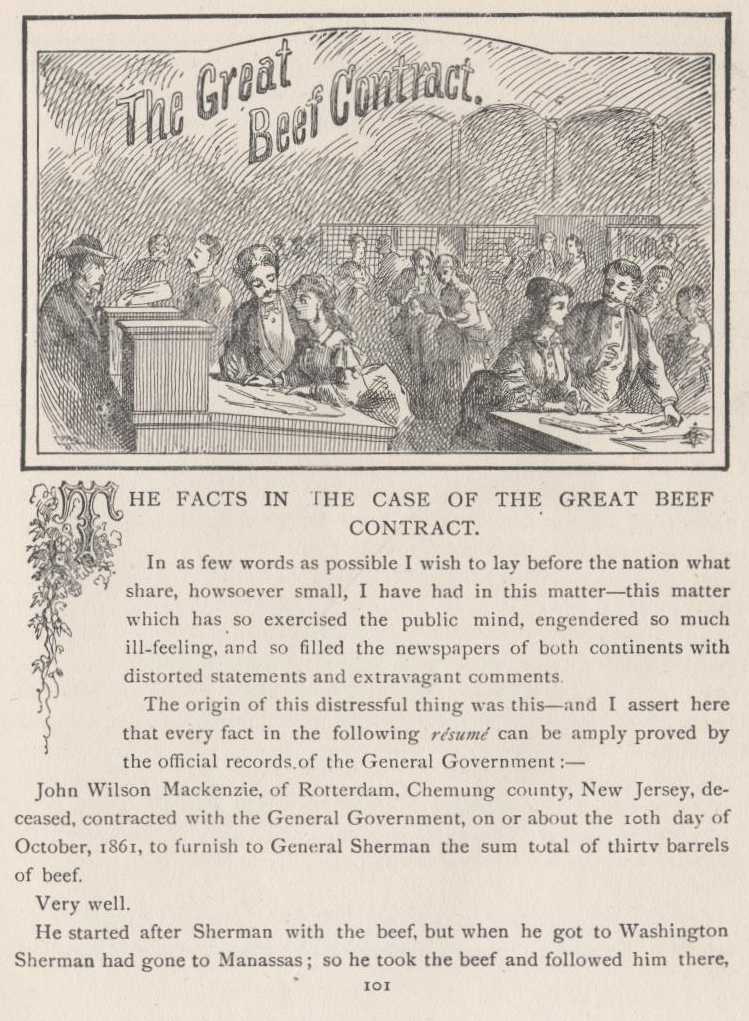 The Great
Beef Contract.
THE FACTS IN THE CASE OF THE GREAT BEEF
CONTRACT.
In as few words as possible I wish to lay before the nation what
share, howsoever small, I have had in this matter—this matter
which has so exercised the public mind, engendered so much
ill-feeling, and so filled the newspapers of both continents with
distorted statements and extravagant comments.
The origin of this distressful thing was this—and I assert here
that every fact in the following résumé can be amply proved by
the official records of the General Government:—
John Wilson Mackenzie, of Rotterdam, Chemung county, New Jersey, de-
ceased, contracted with the General Government, on or about the 10th day of
October, 1861, to furnish to General Sherman the sum total of thirty barrels
of beef.
Very well.
He started after Sherman with the beef, but when he got to Washington
Sherman had gone to Manassas; so he took the beef and followed him there,
101